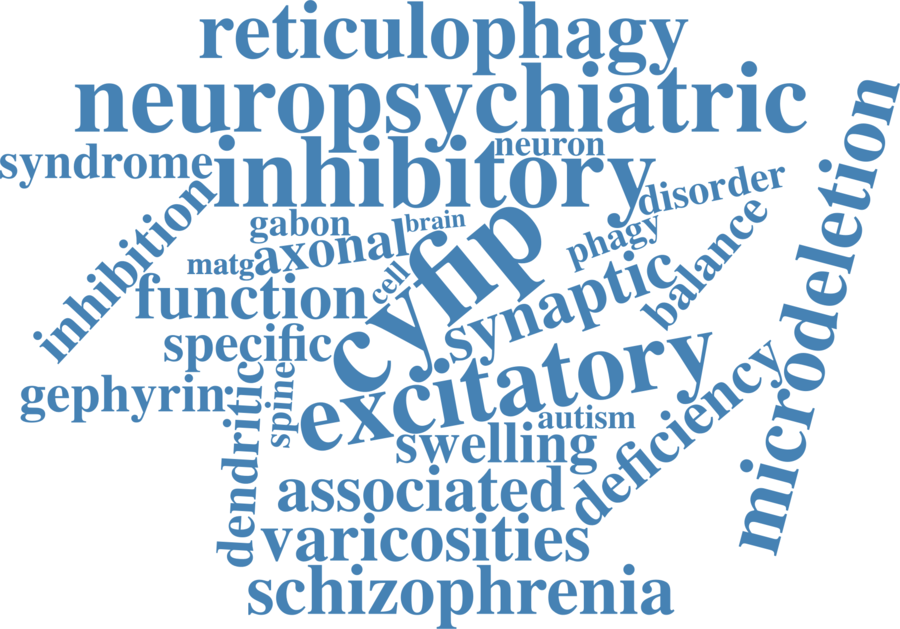 reticulophagy
neuropsychiatric
neuron
syndrome
inhibitory
disorder
inhibition
gabon
brain
axonal
phagy
balance
matg
cell
cyfip
microdeletion
function
synaptic
specific
excitatory
gephyrin
spine
dendritic
autism
swelling
deficiency
associated
varicosities
schizophrenia